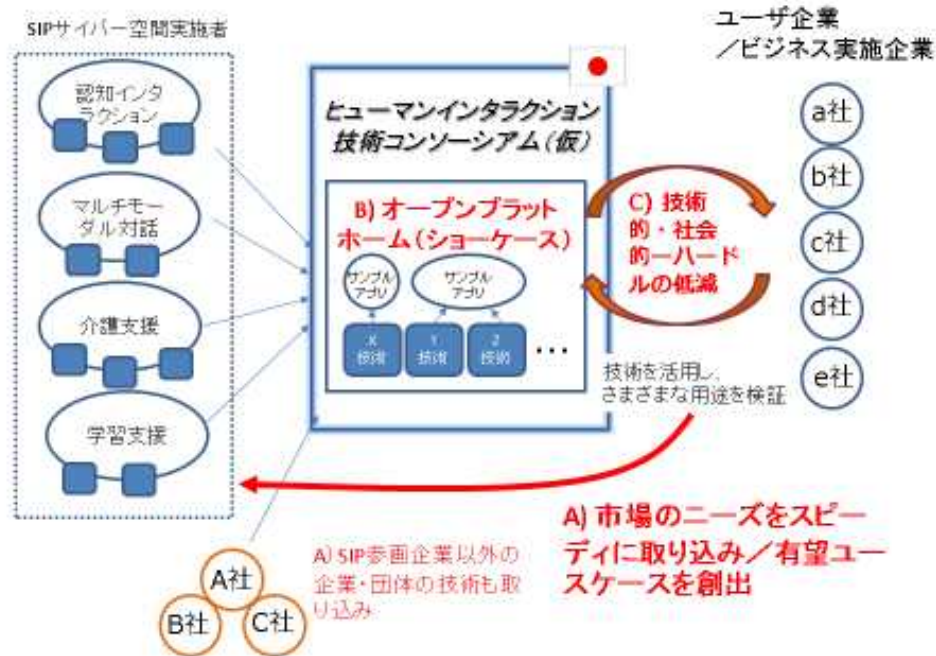 SIPサイバー空間実施者
認知インタ
ラクション
マルチモー
ダル対話
介護支援
学習支援
ヒューマンインタラクション
技術コンソーシアム(仮)
B) オープンプラット
ホーム(ショーケース)
サンプル
アプリ
サンプル
アプリ
X
技術
Y
技術
Z
技術
・・・
C) 技術
的・社会
的ーハード
ルの低減
ユーザ企業
/ビジネス実施企業
a社
b社
c社
d社
e社
技術を活用し、
さまざまな用途を検証
A) 市場のニーズをスピー
ディに取り込み/有望ユー
スケースを創出
A) SIP参画企業以外の
企業・団体の技術も取
り込み
A社
B社
C社